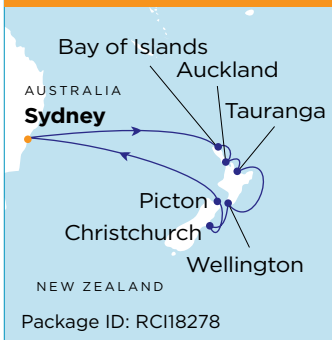 Bay of Islands
Auckland
AUSTRALIA
Tauranga
Sydney
Picton
Christchurch
Wellington
NEW ZEALAND
Package ID: RCI18278